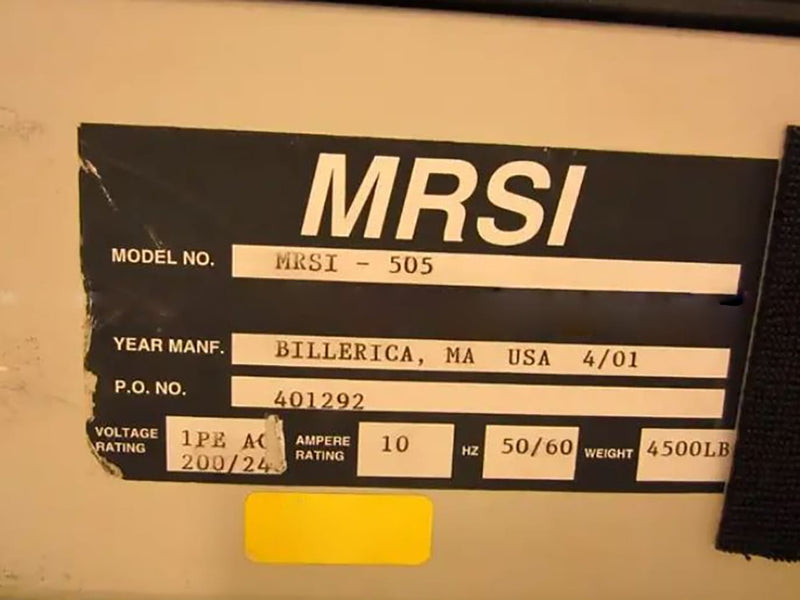 MRSI
MODEL NO. MRSI - 505
YEAR MANF. BILLERICA, MA USA 4/01
P.O. NO. 401292
VOLTAGE RATING 1PE AC 200/24 AMPERE RATING 10 HZ 50/60 WEIGHT 4500LB